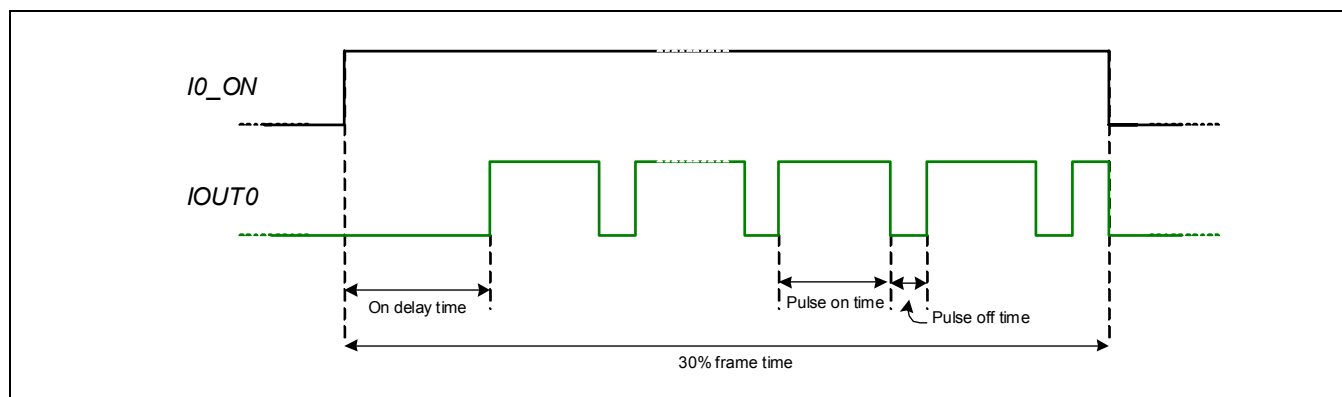 I0_ON
IOUT0
On delay time
Pulse on time
Pulse off time
30% frame time